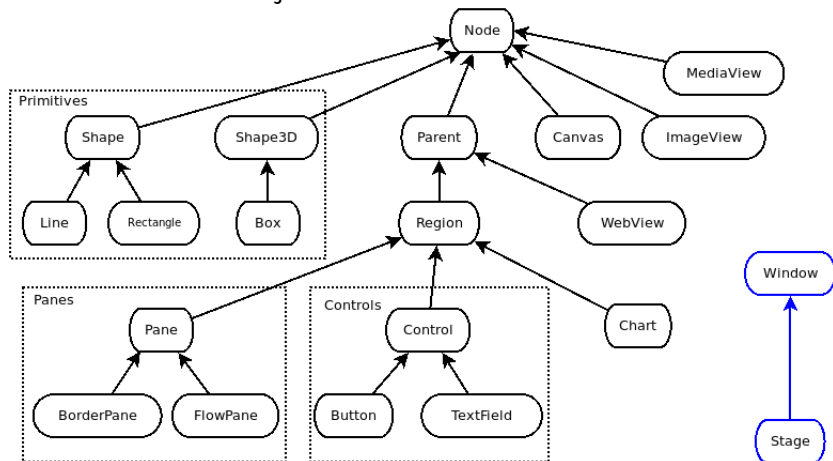 Node
MediaView
Primitives
Shape
Shape3D
Parent
Canvas
ImageView
Line
Rectangle
Box
Region
WebView
Window
Panes
Controls
Pane
Control
Chart
BorderPane
FlowPane
Button
TextField
Stage